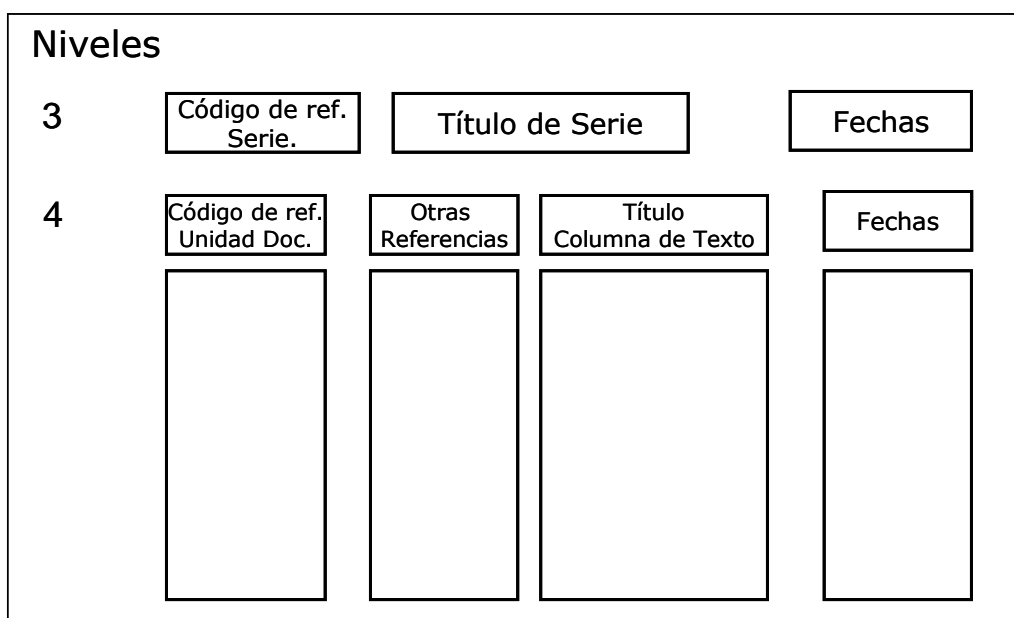 Niveles
3
Código de ref.
Serie.
Título de Serie
Fechas
4
Código de ref.
Unidad Doc.
Otras
Referencias
Título
Columna de Texto
Fechas